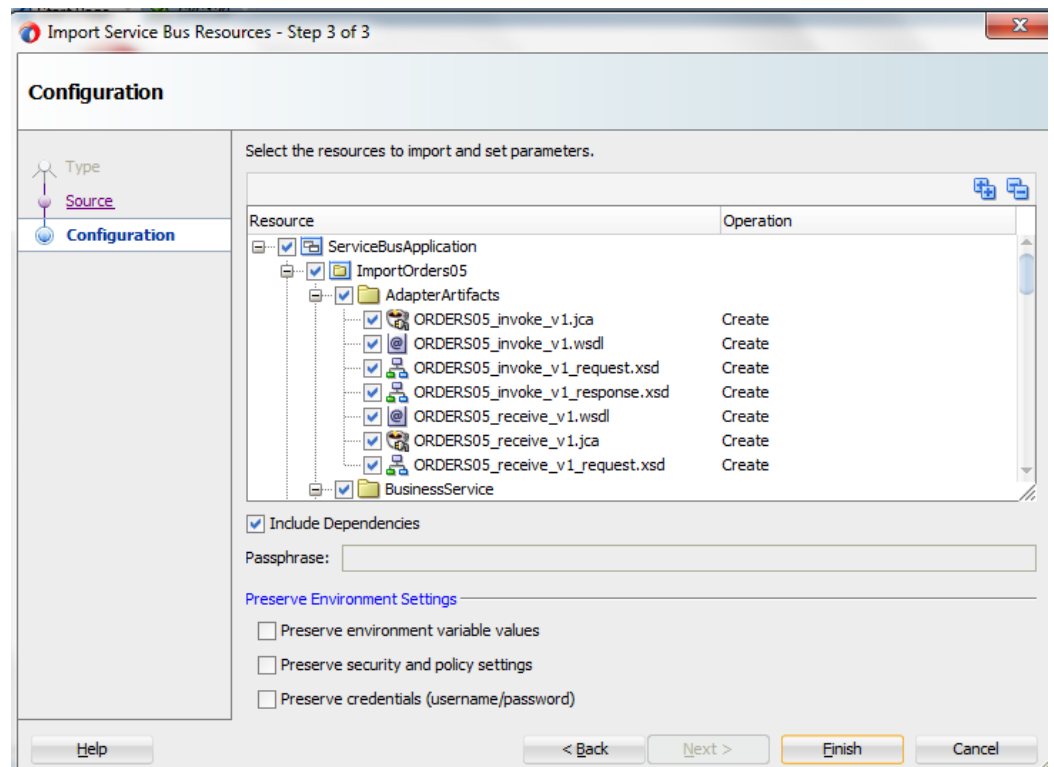 Import Service Bus Resources - Step 3 of 3
Configuration
Type
Source
Configuration
Select the resources to import and set parameters.
Resource Operation
ServiceBusApplication
ImportOrders05
AdapterArtifacts
ORDERS05_invoke_v1.jca Create
ORDERS05_invoke_v1.wsdl Create
ORDERS05_invoke_v1_request.xsd Create
ORDERS05_invoke_v1_response.xsd Create
ORDERS05_receive_v1.wsdl Create
ORDERS05_receive_v1.jca Create
ORDERS05_receive_v1_request.xsd Create
BusinessService
Include Dependencies
Passphrase:
Preserve Environment Settings
Preserve environment variable values
Preserve security and policy settings
Preserve credentials (username/password)
Help < Back Next > Finish Cancel